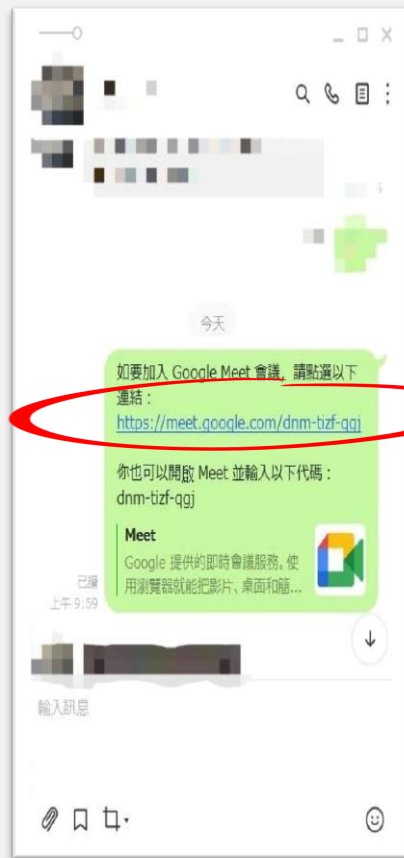 今天
如要加入 Google Meet 會議，請點選以下
連結：
https://meet.google.com/dnm-tizf-qgj
你也可以開啟 Meet 並輸入以下代碼：
dnm-tizf-qgj
Meet
Google 提供的即時會議服務。使
用瀏覽器就能把影片、桌面和簡...
已讀
上午 9:59
輸入訊息